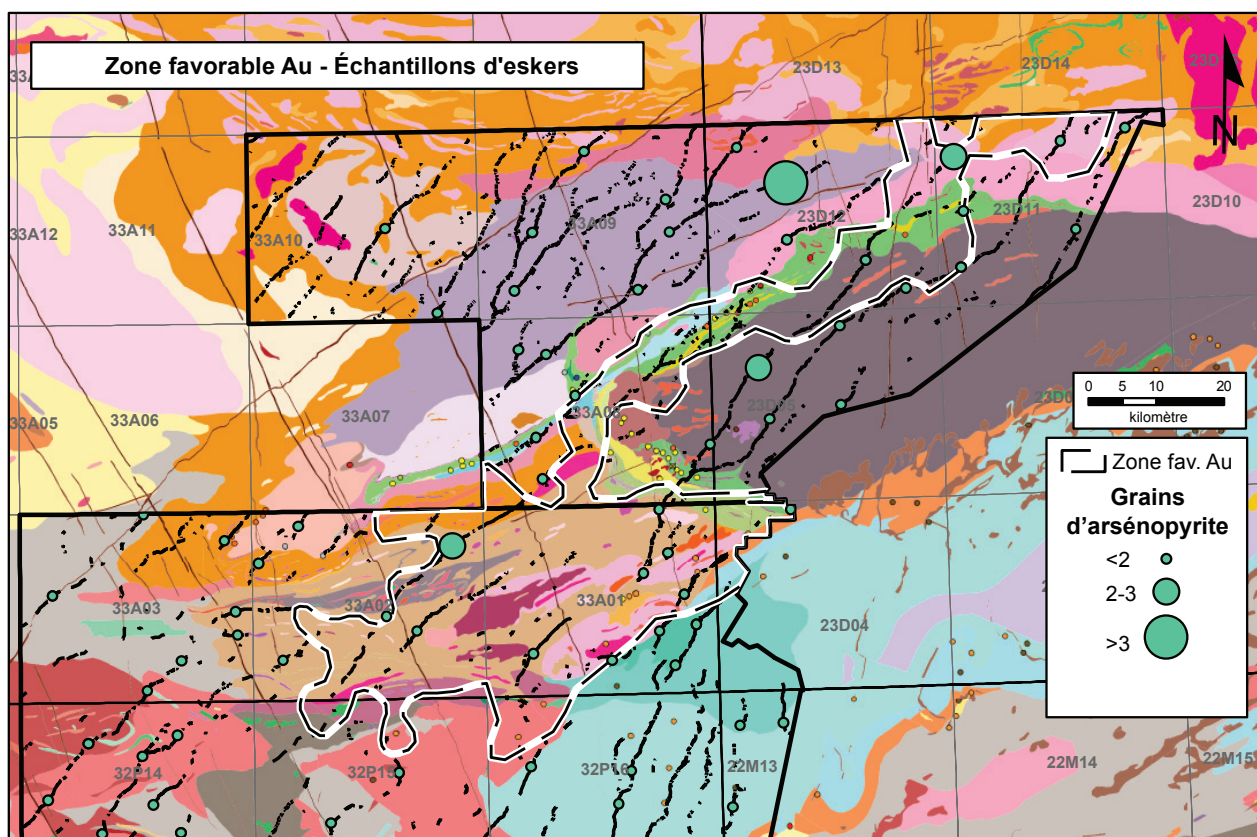 Zone favorable Au - Échantillons d'eskers
23D13
23D14
N
33A12
33A11
33A10
33A09
23D12
23D11
23D10
33A05
33A06
33A07
33A08
23D05
0 5 10 20
kilomètre
Zone fav. Au
Grains
d'arsénopyrite
<2
2-3
>3
33A03
33A02
33A01
23D04
32P14
32P15
32P16
22M13
22M14
22M15